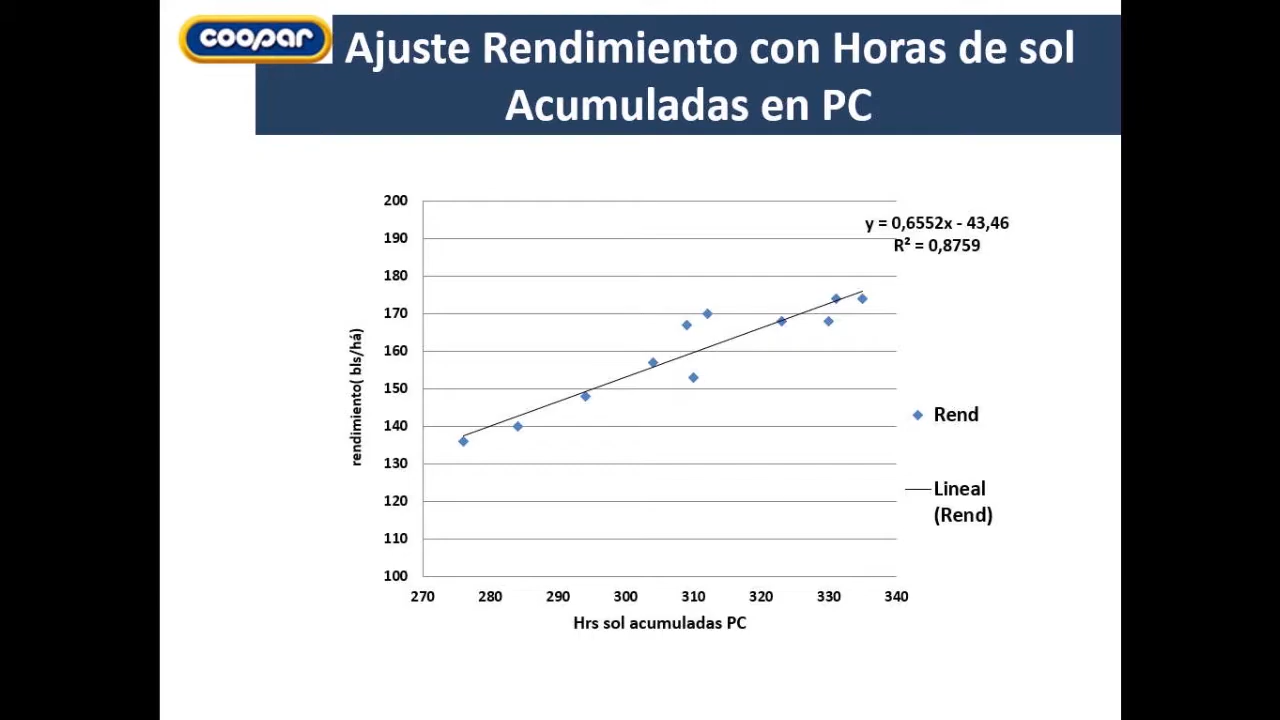 coopar
Ajuste Rendimiento con Horas de sol
Acumuladas en PC
200
190
180
170
160
150
140
130
120
110
100
rendimiento( bls/há)
270 280 290 300 310 320 330 340
Hrs sol acumuladas PC
y = 0,6552x - 43,46
R² = 0,8759
Rend
Lineal
(Rend)